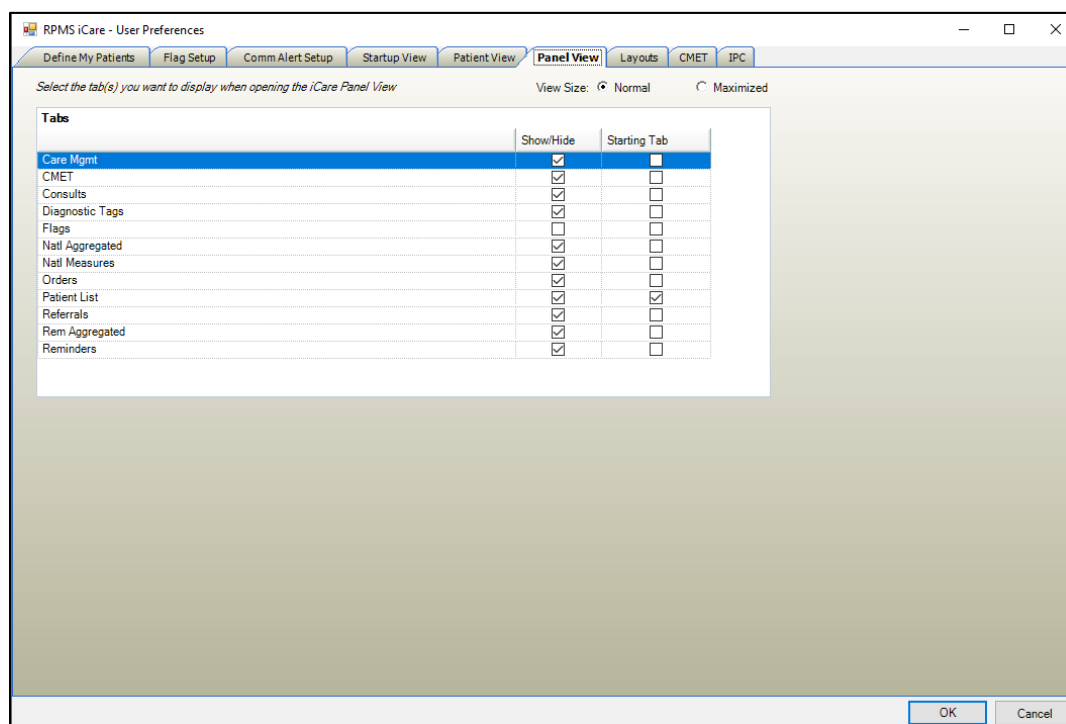 RPMS iCare - User Preferences
Define My Patients Flag Setup Comm Alert Setup Startup View Patient View Panel View Layouts CMET IPC
Select the tab(s) you want to display when opening the iCare Panel View View Size: Normal Maximized
Tabs
Show/Hide Starting Tab
Care Mgmt
CMET
Consults
Diagnostic Tags
Flags
Natl Aggregated
Natl Measures
Orders
Patient List
Referrals
Rem Aggregated
Reminders
OK Cancel